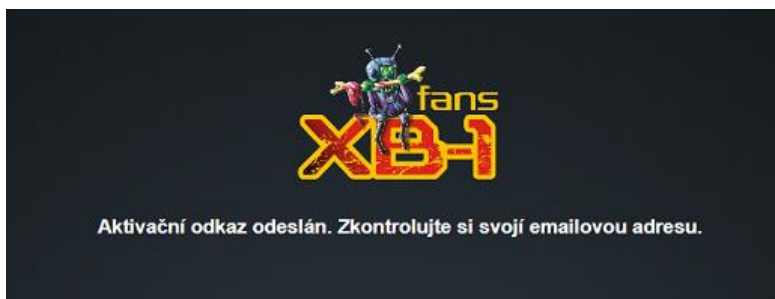 fans
XB-1
Aktivační odkaz odeslán. Zkontrolujte si svojí emailovou adresu.